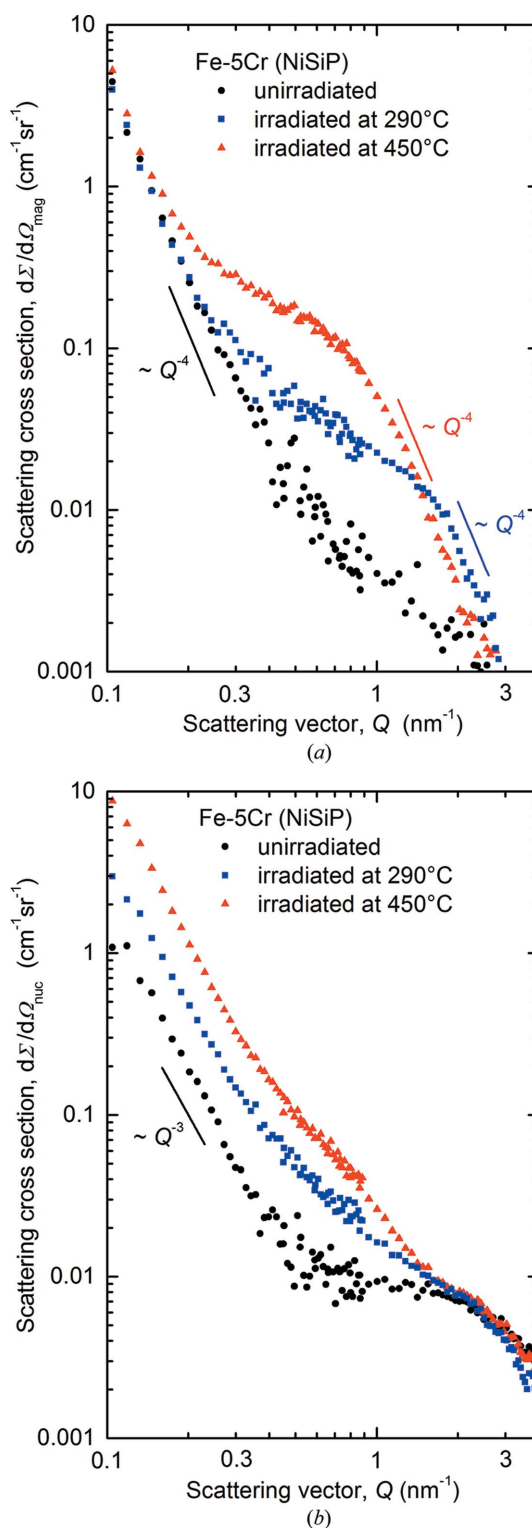 10
Fe-5Cr (NiSiP)
unirradiated
irradiated at 290°C
irradiated at 450°C
1
0.1
0.01
0.001
~ Q⁻⁴
~ Q⁻⁴
~ Q⁻⁴
Scattering cross section, dΣ/dΩmag (cm⁻¹sr⁻¹)
0.1 0.3 1 3
Scattering vector, Q (nm⁻¹)
(a)
10
Fe-5Cr (NiSiP)
unirradiated
irradiated at 290°C
irradiated at 450°C
1
0.1
0.01
0.001
~ Q⁻³
Scattering cross section, dΣ/dΩnuc (cm⁻¹sr⁻¹)
0.1 0.3 1 3
Scattering vector, Q (nm⁻¹)
(b)